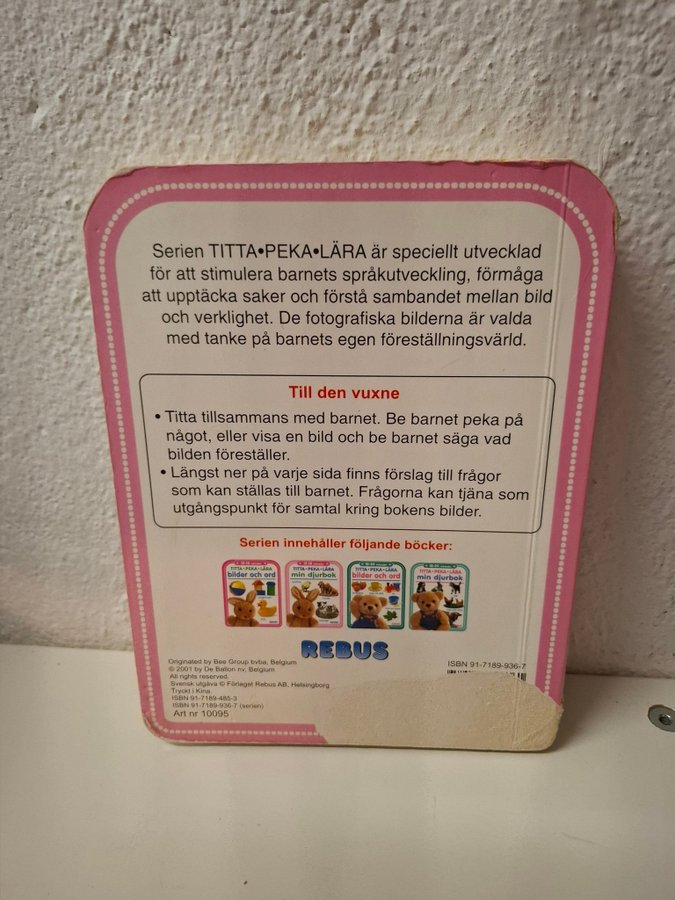 Serien TITTA•PEKA•LÄRA är speciellt utvecklad
för att stimulera barnets språkutveckling, förmåga
att upptäcka saker och förstå sambandet mellan bild
och verklighet. De fotografiska bilderna är valda
med tanke på barnets egen föreställningsvärld.
Till den vuxne
• Titta tillsammans med barnet. Be barnet peka på
något, eller visa en bild och be barnet säga vad
bilden föreställer.
• Längst ner på varje sida finns förslag till frågor
som kan ställas till barnet. Frågorna kan tjäna som
utgångspunkt för samtal kring bokens bilder.
Serien innehåller följande böcker:
TITTA•PEKA•LÄRA TITTA•PEKA•LÄRA TITTA•PEKA•LÄRA TITTA•PEKA•LÄRA
bilder och ord min djurbok bilder och ord min djurbok
REBUS
Originated by Bee Group bvba, Belgium
© 2001 by De Ballon nv, Belgium
All rights reserved.
Svensk utgåva © Förlaget Rebus AB, Helsingborg
Tryckt i Kina
ISBN 91-7189-485-3
ISBN 91-7189-936-7 (serien)
Art nr 10095
ISBN 91-7189-936-7